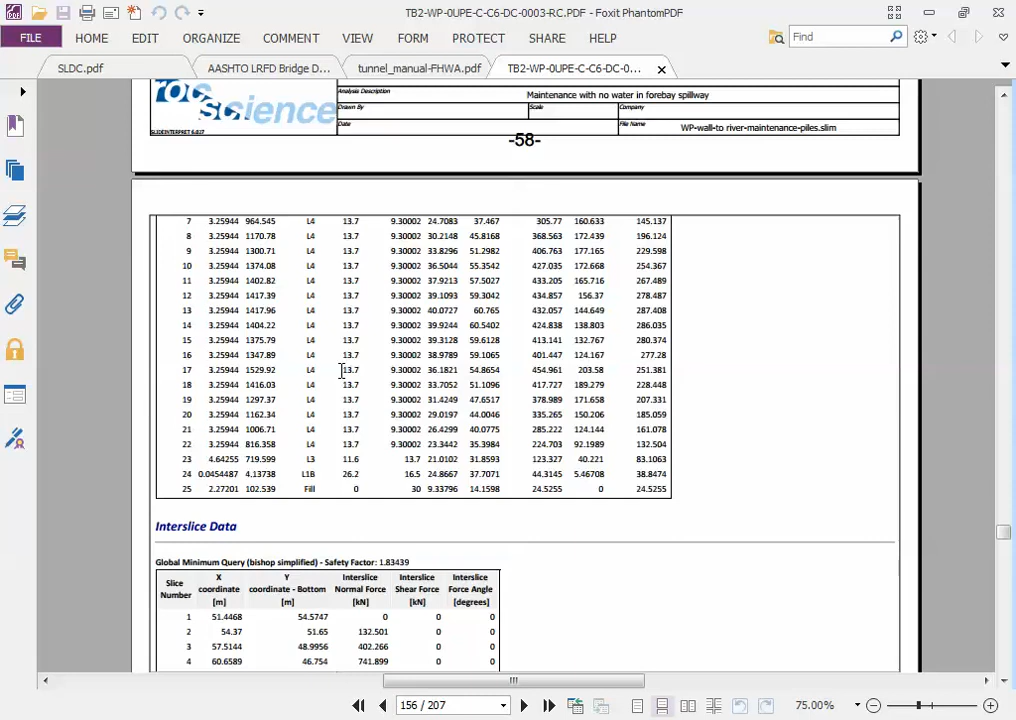 TB2-WP-0UPE-C-C6-DC-0003-RC.PDF - Foxit PhantomPDF
FILE HOME EDIT ORGANIZE COMMENT VIEW FORM PROTECT SHARE HELP Find
SLDC.pdf AASHTO LRFD Bridge D... tunnel_manual-FHWA.pdf TB2-WP-0UPE-C-C6-DC-0...
rocscience
SLIDEINTERPRET 6.017
Analysis Description Maintenance with no water in forebay spillway
Drawn By Scale Company
Date File Name WP-wall-to river-maintenance-piles.slim
-58-
7 3.25944 964.545 L4 13.7 9.30002 24.7083 37.467 305.77 160.633 145.137
8 3.25944 1170.78 L4 13.7 9.30002 30.2148 45.8168 368.563 172.439 196.124
9 3.25944 1300.71 L4 13.7 9.30002 33.8296 51.2982 406.763 177.165 229.598
10 3.25944 1374.08 L4 13.7 9.30002 36.5044 55.3542 427.035 172.668 254.367
11 3.25944 1402.82 L4 13.7 9.30002 37.9213 57.5027 433.205 165.716 267.489
12 3.25944 1417.39 L4 13.7 9.30002 39.1093 59.3042 434.857 156.37 278.487
13 3.25944 1417.96 L4 13.7 9.30002 40.0727 60.765 432.057 144.649 287.408
14 3.25944 1404.22 L4 13.7 9.30002 39.9244 60.5402 424.838 138.803 286.035
15 3.25944 1375.79 L4 13.7 9.30002 39.3128 59.6128 413.141 132.767 280.374
16 3.25944 1347.89 L4 13.7 9.30002 38.9789 59.1065 401.447 124.167 277.28
17 3.25944 1529.92 L4 13.7 9.30002 36.1821 54.8654 454.961 203.58 251.381
18 3.25944 1416.03 L4 13.7 9.30002 33.7052 51.1096 417.727 189.279 228.448
19 3.25944 1297.37 L4 13.7 9.30002 31.4249 47.6517 378.989 171.658 207.331
20 3.25944 1162.34 L4 13.7 9.30002 29.0197 44.0046 335.265 150.206 185.059
21 3.25944 1006.71 L4 13.7 9.30002 26.4299 40.0775 285.222 124.144 161.078
22 3.25944 816.358 L4 13.7 9.30002 23.3442 35.3984 224.703 92.1989 132.504
23 4.64255 719.599 L3 11.6 13.7 21.0102 31.8593 123.327 40.221 83.1063
24 0.0454487 4.13738 L1B 26.2 16.5 24.8667 37.7071 44.3145 5.46708 38.8474
25 2.27201 102.539 Fill 0 30 9.33796 14.1598 24.5255 0 24.5255
Interslice Data
Global Minimum Query (bishop simplified) - Safety Factor: 1.83439
Slice Number X coordinate [m] Y coordinate - Bottom [m] Interslice Normal Force [kN] Interslice Shear Force [kN] Interslice Force Angle [degrees]
1 51.4468 54.5747 0 0 0
2 54.37 51.65 132.501 0 0
3 57.5144 48.9956 402.266 0 0
4 60.6589 46.754 741.899 0 0
156 / 207 75.00%